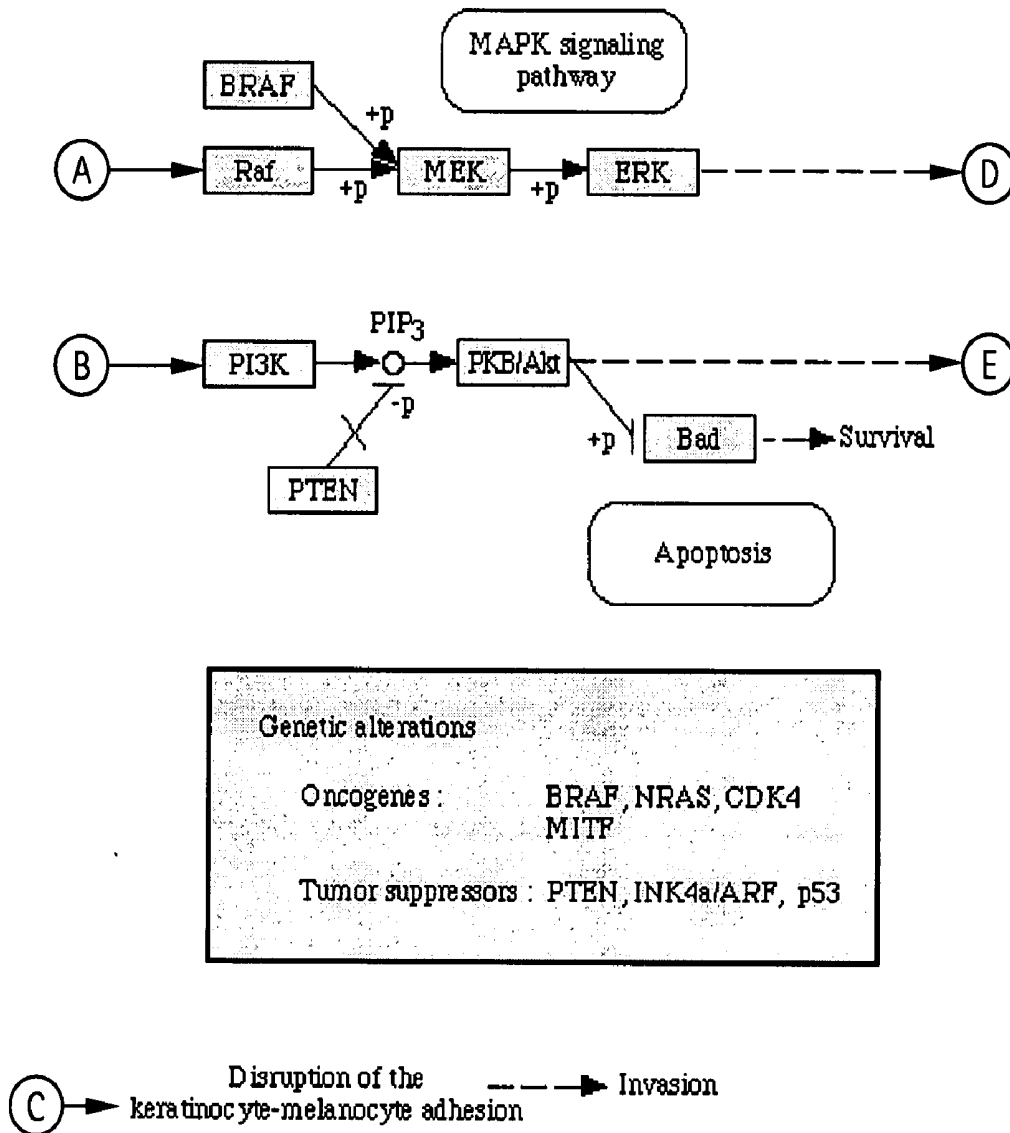 MAPK signaling
pathway
BRAF
+p
A
Raf
+p
MEK
+p
ERK
D
B
PI3K
PIP3
PKB/Akt
E
-p
+p
Bad
Survival
PTEN
Apoptosis
Genetic alterations
Oncogenes : BRAF, NRAS, CDK4
MITF
Tumor suppressors : PTEN, INK4a/ARF, p53
C
Disruption of the
keratinocyte-melanocyte adhesion
Invasion